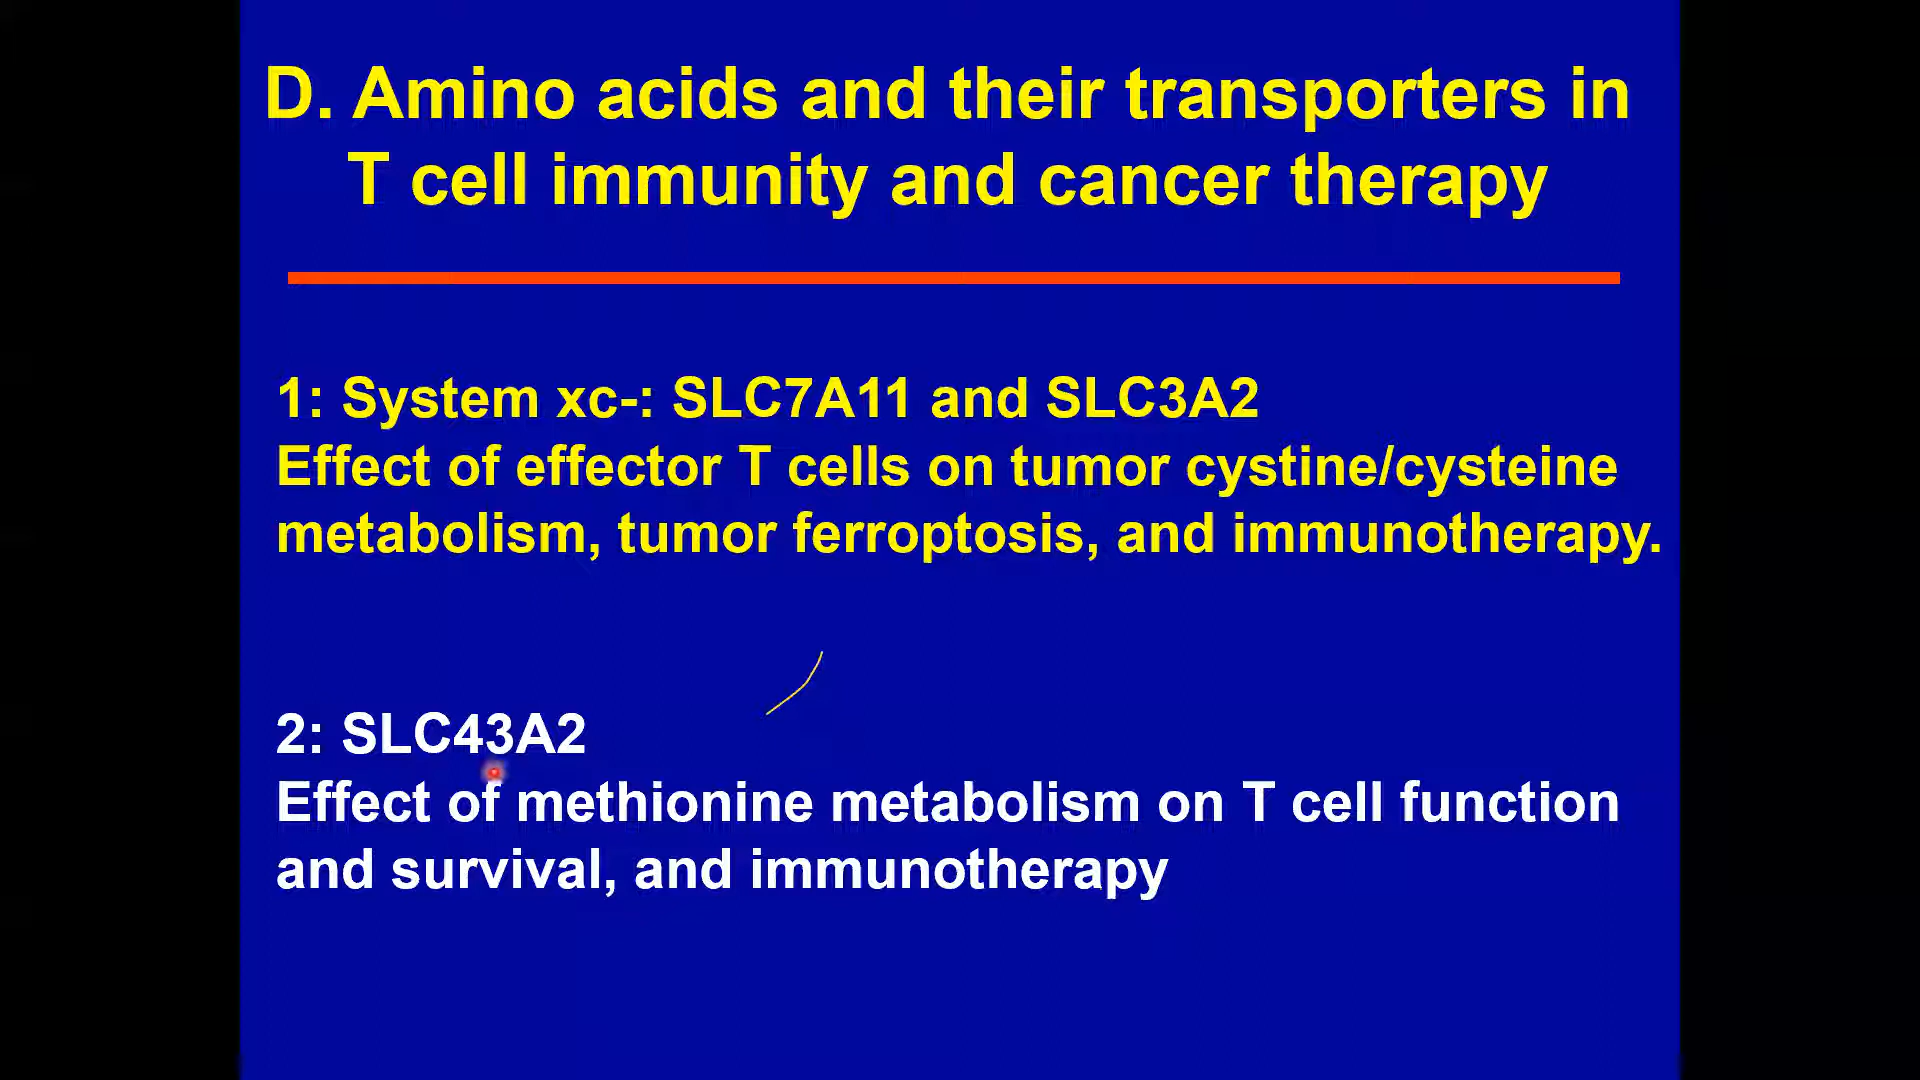 D. Amino acids and their transporters in
T cell immunity and cancer therapy
1: System xc-: SLC7A11 and SLC3A2
Effect of effector T cells on tumor cystine/cysteine
metabolism, tumor ferroptosis, and immunotherapy.
2: SLC43A2
Effect of methionine metabolism on T cell function
and survival, and immunotherapy